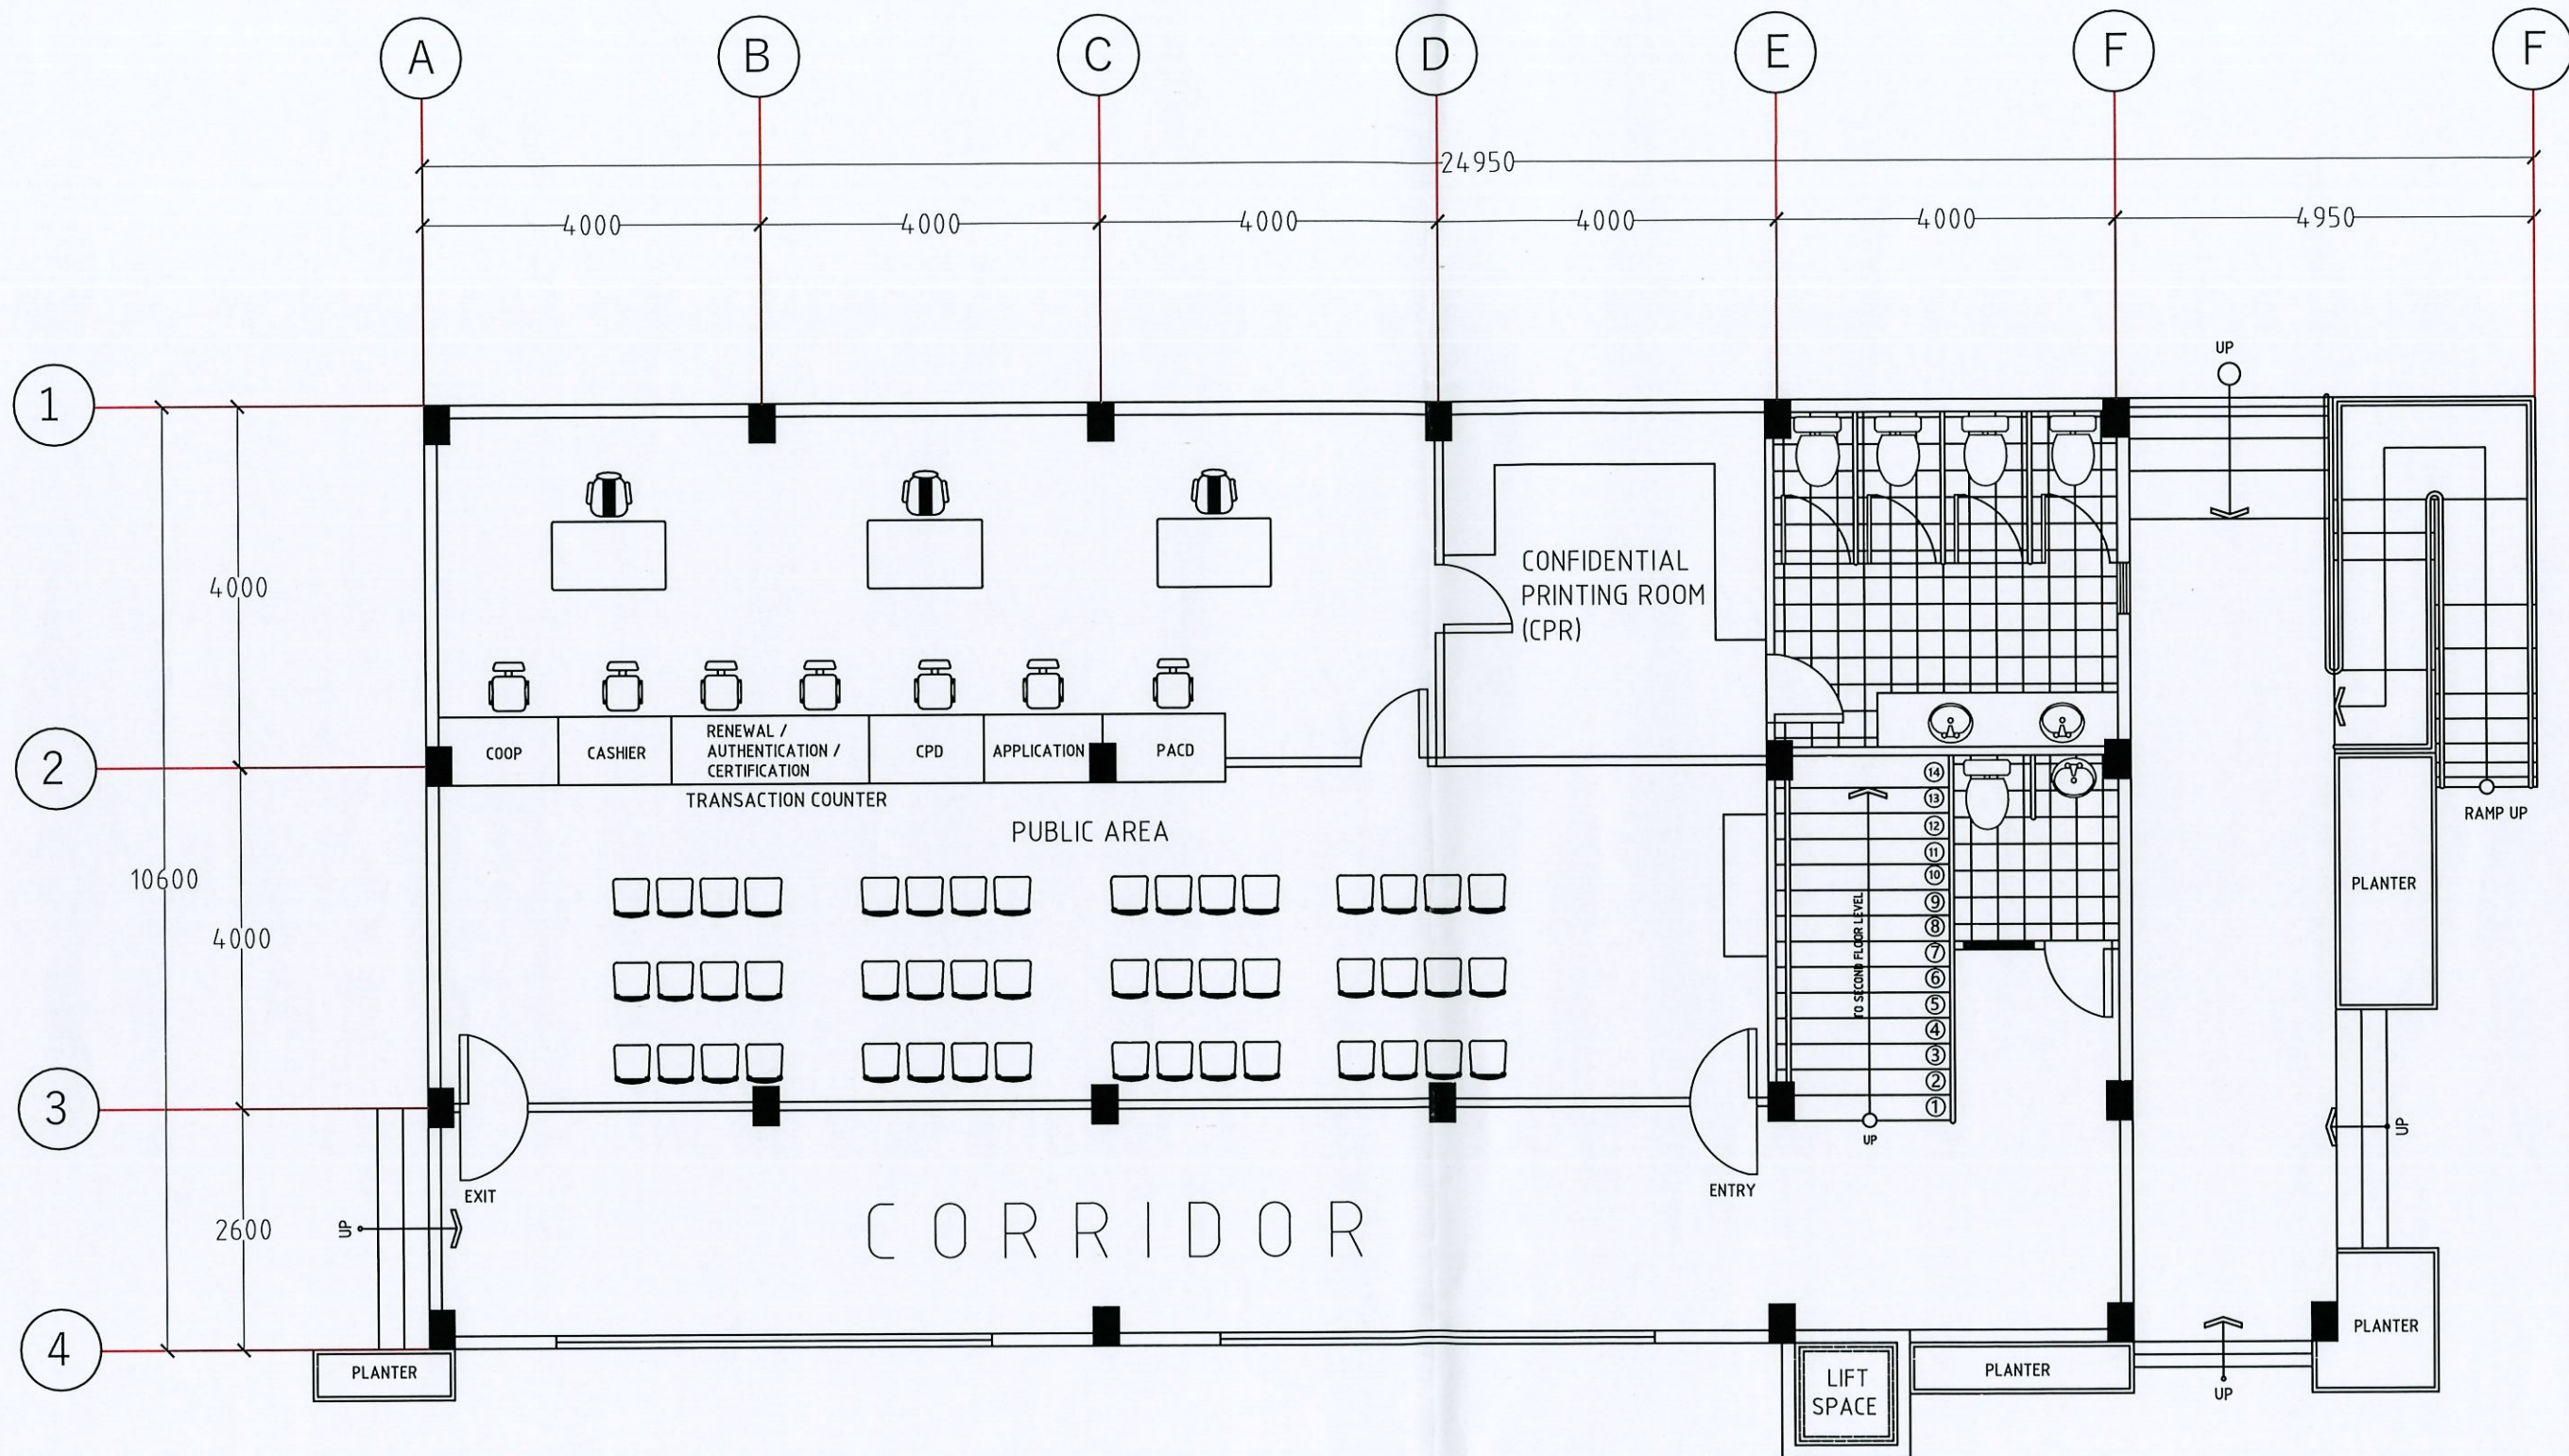 A
B
C
D
E
F
F
24950
4000
4000
4000
4000
4000
4950
UP
1
CONFIDENTIAL
PRINTING ROOM
(CPR)
4000
RENEWAL /
COOP
CASHIER
AUTHENTICATION /
CPD
APPLICATION
PACD
CERTIFICATION
2
TRANSACTION COUNTER
PUBLIC AREA
RAMP UP
14
13
12
11
10
9
8
7
6
5
4
3
2
1
TO SECOND FLOOR LEVEL
UP
10600
4000
PLANTER
3
UP
EXIT
ENTRY
UP
2600
CORRIDOR
4
PLANTER
LIFT
SPACE
PLANTER
UP
PLANTER